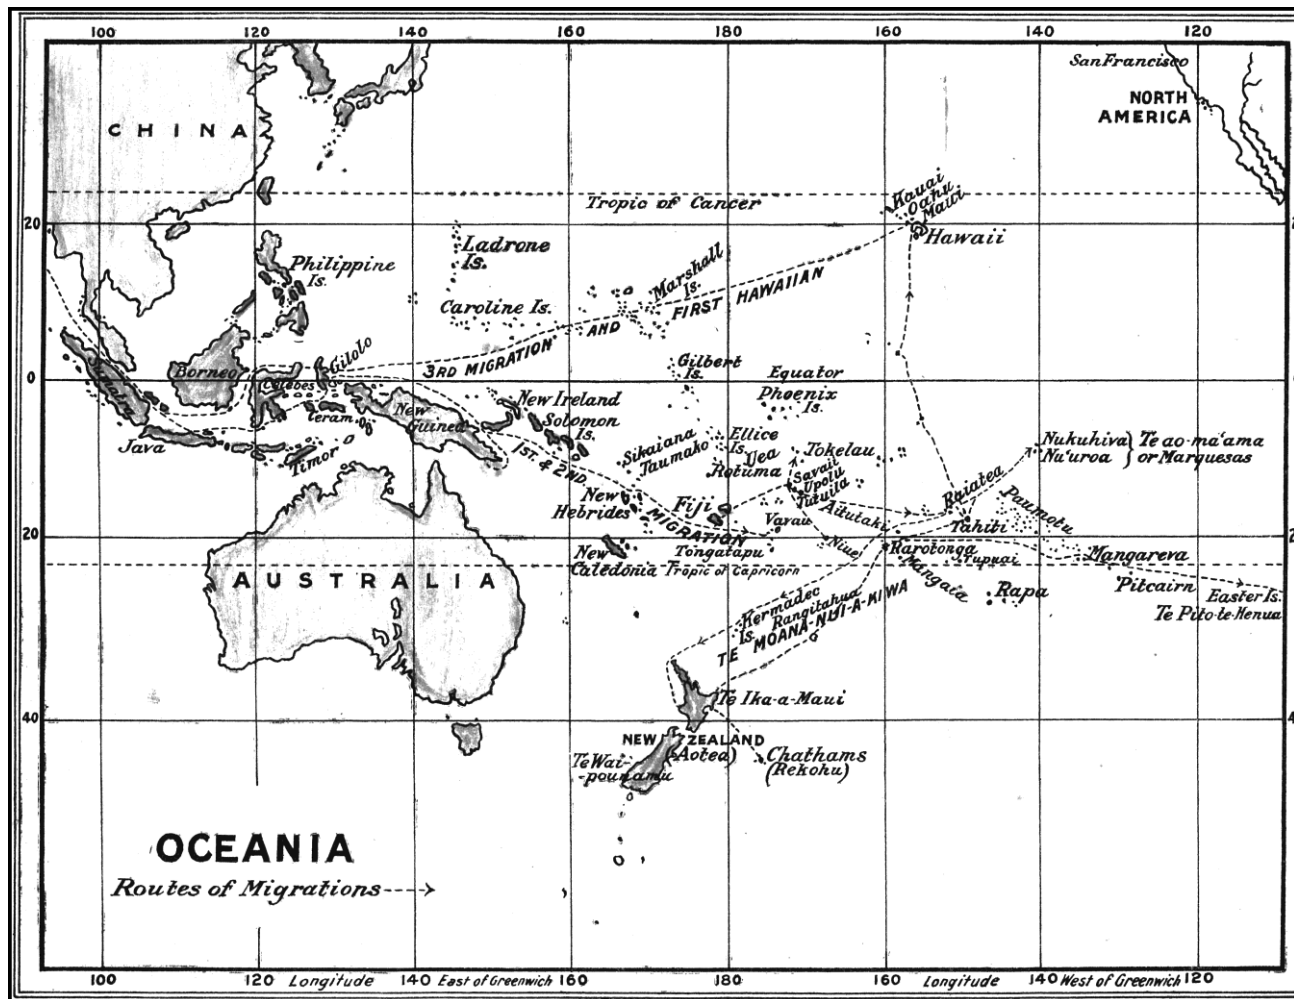 100 120 140 160 180 160 140 120
San Francisco
NORTH
AMERICA
CHINA
Tropic of Cancer
Kauai
Oahu
Maui
Hawaii
20
Ladrone
Is.
Philippine
Is.
Marshall
Is.
Caroline Is.
3RD MIGRATION AND FIRST HAWAIIAN
Gilolo
Borneo
Sumatra
Celebes
0
Gilbert
Is.
Equator
Phoenix
Is.
New
Guinea
Ceram
New Ireland
Solomon
Is.
Java
Timor
1ST. & 2ND. MIGRATION
Sikaiana
Taumako
Ellice
Is.
Uea
Rotuma
Tokelau
Savaii
Upolu
Tutuila
Nukuhiva } Te ao-ma'ama
Nu'uroa } or Marquesas
Raiatea
Paumotu
New
Hebrides
Fiji
Vavau
Aitutaki
Tahiti
20
2
New
Caledonia
Tongatapu
Niue
Rarotonga
Tupuai
Mangareva
Tropic of Capricorn
Mangaia
AUSTRALIA
Rapa
Pitcairn
Easter Is.
Te Pito-te-Henua
Kermadec
Is.
Rangitahua
TE MOANA-NUI-A-KIWA
Te Ika-a-Maui
40
4
NEW ZEALAND
(Aotea)
Te Wai-
-pounamu
Chathams
(Rekohu)
OCEANIA
Routes of Migrations
100 120 Longitude 140 East of Greenwich 160 180 160 Longitude 140 West of Greenwich 120